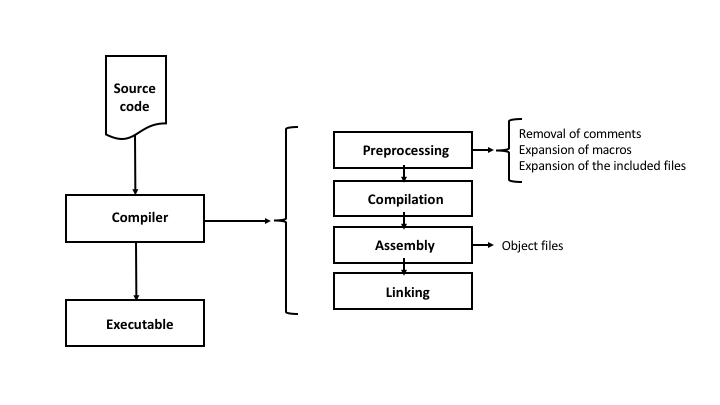 Source
code
Compiler
Executable
Preprocessing
Compilation
Assembly
Linking
Removal of comments
Expansion of macros
Expansion of the included files
Object files